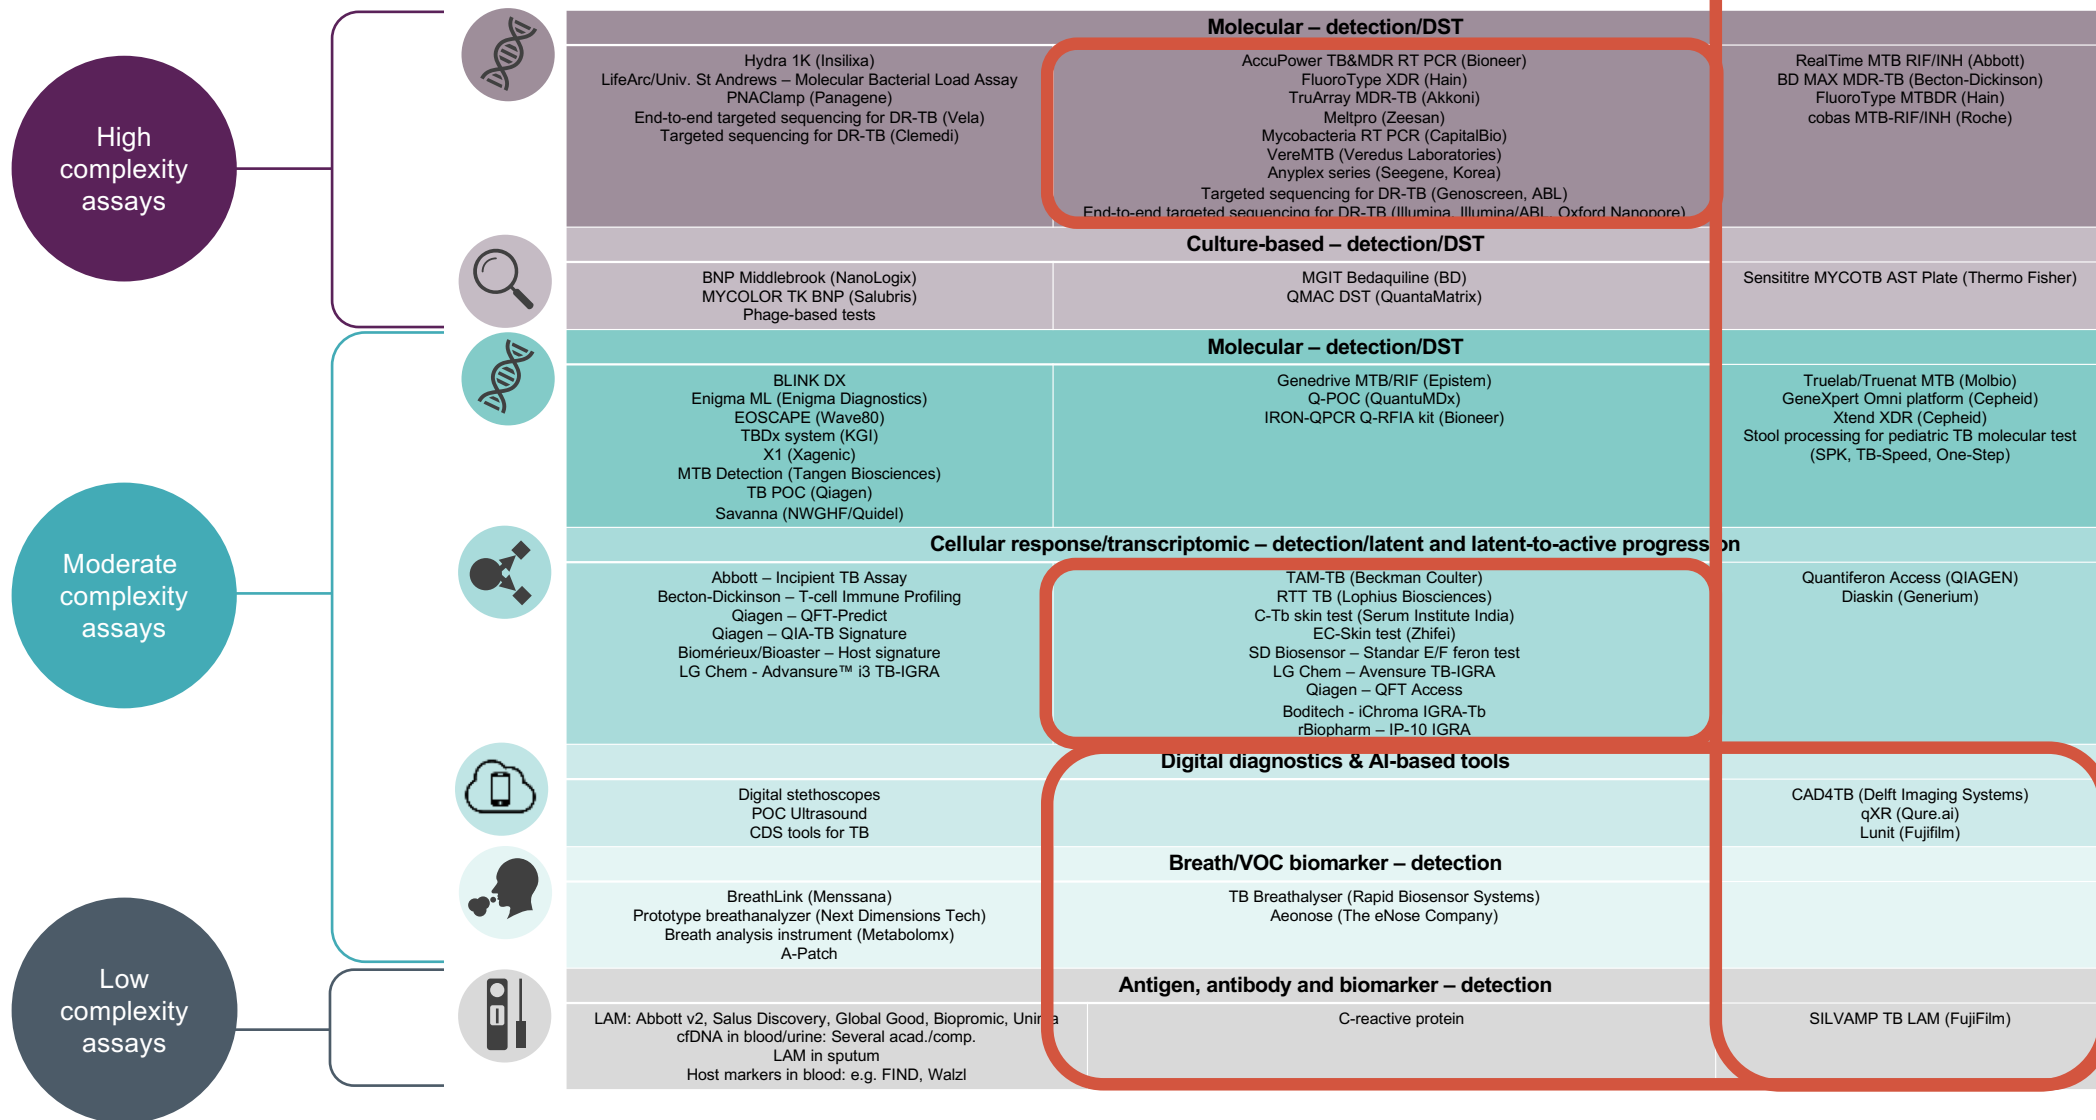 High
complexity
assays
Molecular – detection/DST
Hydra 1K (Insilixa)
LifeArc/Univ. St Andrews – Molecular Bacterial Load Assay
PNAClamp (Panagene)
End-to-end targeted sequencing for DR-TB (Vela)
Targeted sequencing for DR-TB (Clemedi)
AccuPower TB&MDR RT PCR (Bioneer)
FluoroType XDR (Hain)
TruArray MDR-TB (Akkoni)
Meltpro (Zeesan)
Mycobacteria RT PCR (CapitalBio)
VereMTB (Veredus Laboratories)
Anyplex series (Seegene, Korea)
Targeted sequencing for DR-TB (Genoscreen, ABL)
End-to-end targeted sequencing for DR-TB (Illumina, Illumina/ABL, Oxford Nanopore)
RealTime MTB RIF/INH (Abbott)
BD MAX MDR-TB (Becton-Dickinson)
FluoroType MTBDR (Hain)
cobas MTB-RIF/INH (Roche)
Culture-based – detection/DST
BNP Middlebrook (NanoLogix)
MYCOLOR TK BNP (Salubris)
Phage-based tests
MGIT Bedaquiline (BD)
QMAC DST (QuantaMatrix)
Sensititre MYCOTB AST Plate (Thermo Fisher)
Moderate
complexity
assays
Molecular – detection/DST
BLINK DX
Enigma ML (Enigma Diagnostics)
EOSCAPE (Wave80)
TBDx system (KGI)
X1 (Xagenic)
MTB Detection (Tangen Biosciences)
TB POC (Qiagen)
Savanna (NWGHF/Quidel)
Genedrive MTB/RIF (Epistem)
Q-POC (QuantuMDx)
IRON-QPCR Q-RFIA kit (Bioneer)
Truelab/Truenat MTB (Molbio)
GeneXpert Omni platform (Cepheid)
Xtend XDR (Cepheid)
Stool processing for pediatric TB molecular test
(SPK, TB-Speed, One-Step)
Cellular response/transcriptomic – detection/latent and latent-to-active progression
Abbott – Incipient TB Assay
Becton-Dickinson – T-cell Immune Profiling
Qiagen – QFT-Predict
Qiagen – QIA-TB Signature
Biomérieux/Bioaster – Host signature
LG Chem - Advansure™ i3 TB-IGRA
TAM-TB (Beckman Coulter)
RTT TB (Lophius Biosciences)
C-Tb skin test (Serum Institute India)
EC-Skin test (Zhifei)
SD Biosensor – Standar E/F feron test
LG Chem – Avensure TB-IGRA
Qiagen – QFT Access
Boditech - iChroma IGRA-Tb
rBiopharm – IP-10 IGRA
Quantiferon Access (QIAGEN)
Diaskin (Generium)
Digital diagnostics & AI-based tools
Digital stethoscopes
POC Ultrasound
CDS tools for TB
CAD4TB (Delft Imaging Systems)
qXR (Qure.ai)
Lunit (Fujifilm)
Breath/VOC biomarker – detection
BreathLink (Menssana)
Prototype breathanalyzer (Next Dimensions Tech)
Breath analysis instrument (Metabolomx)
A-Patch
TB Breathalyser (Rapid Biosensor Systems)
Aeonose (The eNose Company)
Low
complexity
assays
Antigen, antibody and biomarker – detection
LAM: Abbott v2, Salus Discovery, Global Good, Biopromic,
cfDNA in blood/urine: Several acad./comp.
LAM in sputum
Host markers in blood: e.g. FIND, Walzl
C-reactive protein
SILVAMP TB LAM (FujiFilm)